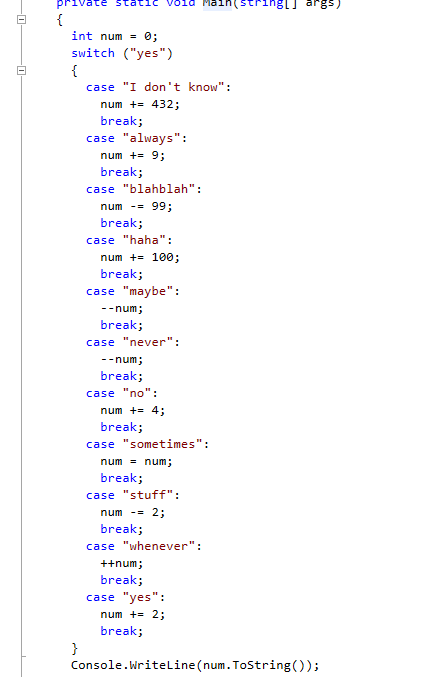 private static void Main(string[] args)
{
int num = 0;
switch ("yes")
{
case "I don't know":
num += 432;
break;
case "always":
num += 9;
break;
case "blahblah":
num -= 99;
break;
case "haha":
num += 100;
break;
case "maybe":
--num;
break;
case "never":
--num;
break;
case "no":
num += 4;
break;
case "sometimes":
num = num;
break;
case "stuff":
num -= 2;
break;
case "whenever":
++num;
break;
case "yes":
num += 2;
break;
}
Console.WriteLine(num.ToString());